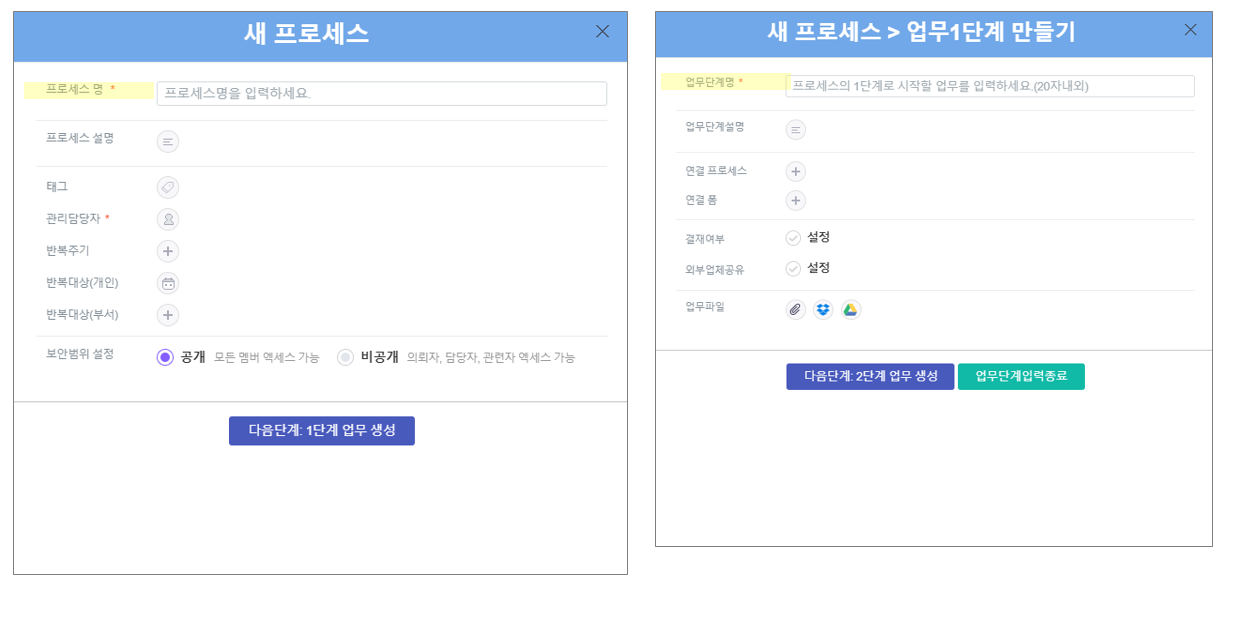 새 프로세스
프로세스 명 *
프로세스명을 입력하세요.
프로세스 설명
태그
관리담당자 *
반복주기
반복대상(개인)
반복대상(부서)
보안범위 설정
공개 모든 멤버 액세스 가능 비공개 의뢰자, 담당자, 관련자 액세스 가능
다음단계: 1단계 업무 생성
새 프로세스 > 업무1단계 만들기
업무단계명 *
프로세스의 1단계로 시작할 업무를 입력하세요.(20자내외)
업무단계설명
연결 프로세스
연결 폼
결재여부 설정
외부업체공유 설정
업무파일
다음단계: 2단계 업무 생성 업무단계입력종료